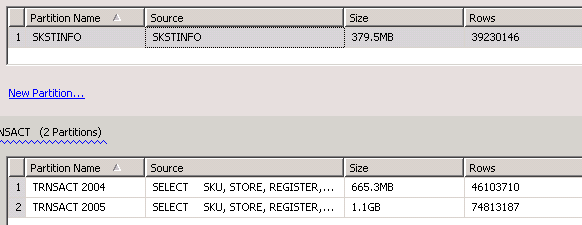 Partition Name Source Size Rows
1 SKSTINFO SKSTINFO 379.5MB 39230146
New Partition...
NSACT (2 Partitions)
Partition Name Source Size Rows
1 TRNSACT 2004 SELECT SKU, STORE, REGISTER,... 665.3MB 46103710
2 TRNSACT 2005 SELECT SKU, STORE, REGISTER,... 1.1GB 74813187